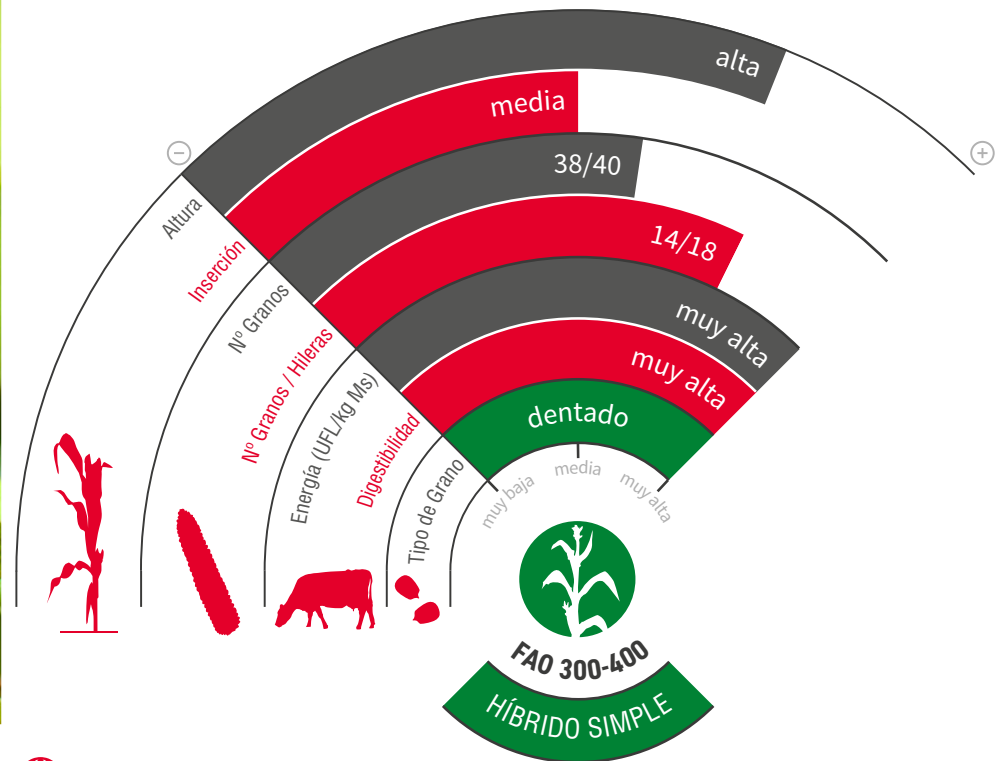 alta
media
38/40
14/18
muy alta
muy alta
dentado
−
+
Altura
Inserción
Nº Granos
Nº Granos / Hileras
Energía (UFL/kg Ms)
Digestibilidad
Tipo de Grano
muy baja
media
muy alta
FAO 300-400
HÍBRIDO SIMPLE